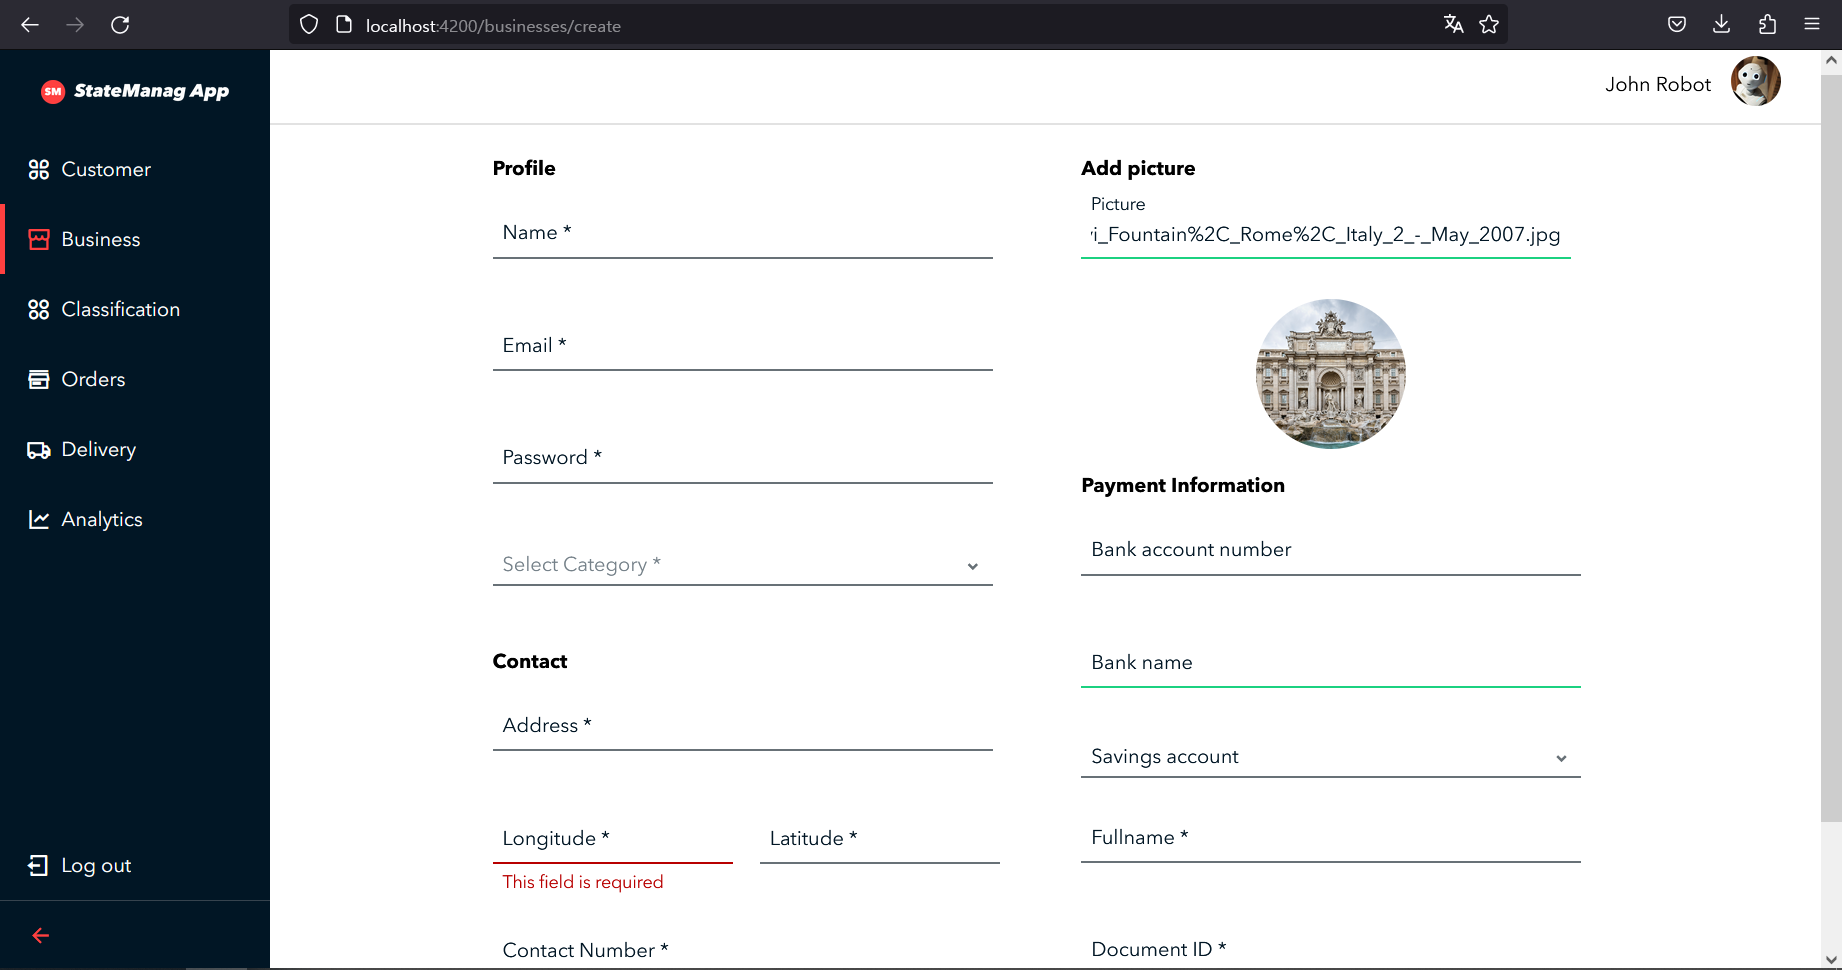 localhost:4200/businesses/create
SM StateManag App
John Robot
Customer
Business
Classification
Orders
Delivery
Analytics
Log out
Profile
Name *
Email *
Password *
Select Category *
Contact
Address *
Longitude * Latitude *
This field is required
Contact Number *
Add picture
Picture
i_Fountain%2C_Rome%2C_Italy_2_-_May_2007.jpg
Payment Information
Bank account number
Bank name
Savings account
Fullname *
Document ID *